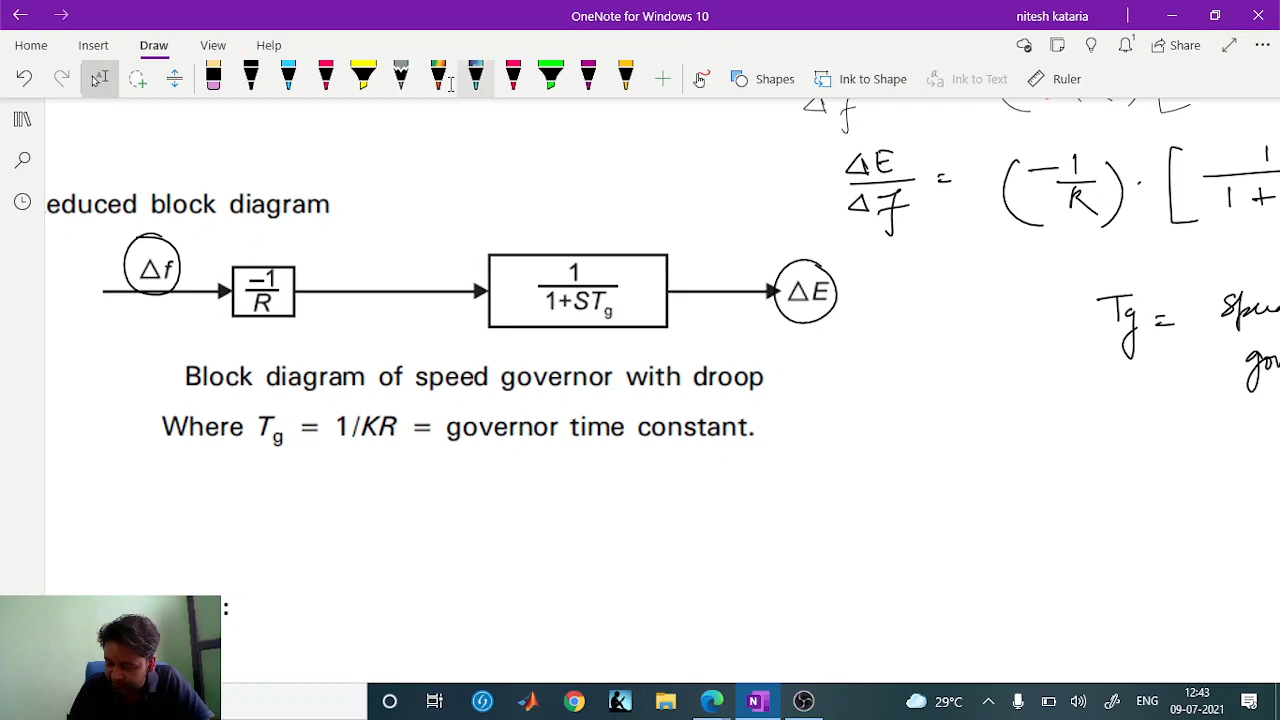 OneNote for Windows 10
nitesh kataria
Home Insert Draw View Help
Share
Shapes
Ink to Shape
Ink to Text
Ruler
Δf
ΔE/Δf = (-1/R) · [ 1/1+
educed block diagram
Δf
–1/R
1/1+STg
ΔE
Tg =
Block diagram of speed governor with droop
Where Tg = 1/KR = governor time constant.
:
29°C
ENG
12:43
09-07-2021